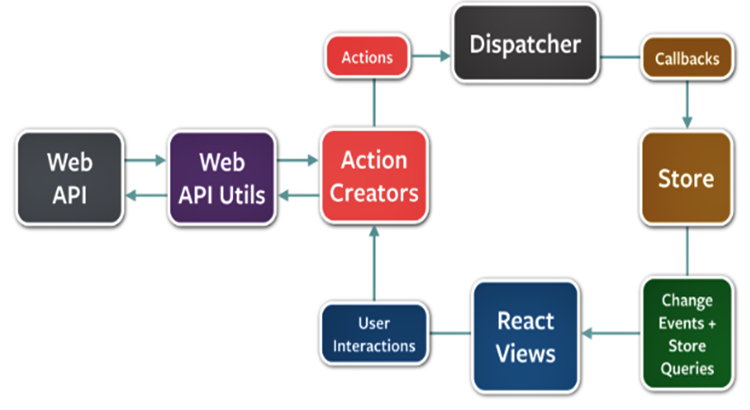 Actions
Dispatcher
Callbacks
Web
API
Web
API Utils
Action
Creators
Store
User
Interactions
React
Views
Change
Events +
Store
Queries